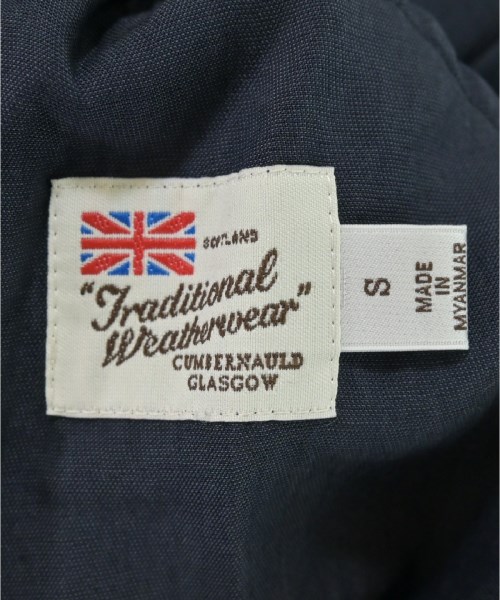 SCOTLAND
"Traditional
Weatherwear"
CUMBERNAULD
GLASGOW
S
MADE
IN
MYANMAR